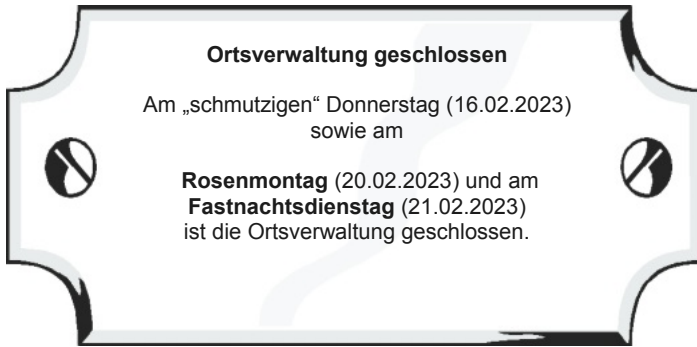 Ortsverwaltung geschlossen
Am „schmutzigen“ Donnerstag (16.02.2023)
sowie am
Rosenmontag (20.02.2023) und am
Fastnachtsdienstag (21.02.2023)
ist die Ortsverwaltung geschlossen.